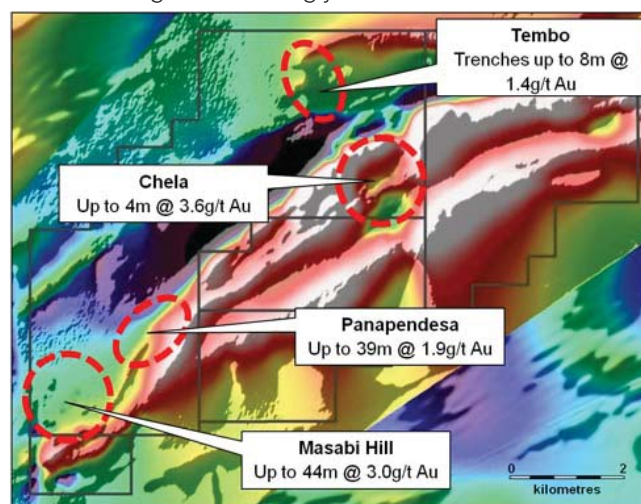 Tembo
Trenches up to 8m @
1.4g/t Au
Chela
Up to 4m @ 3.6g/t Au
Panapendesa
Up to 39m @ 1.9g/t Au
Masabi Hill
Up to 44m @ 3.0g/t Au
0 2
kilometres